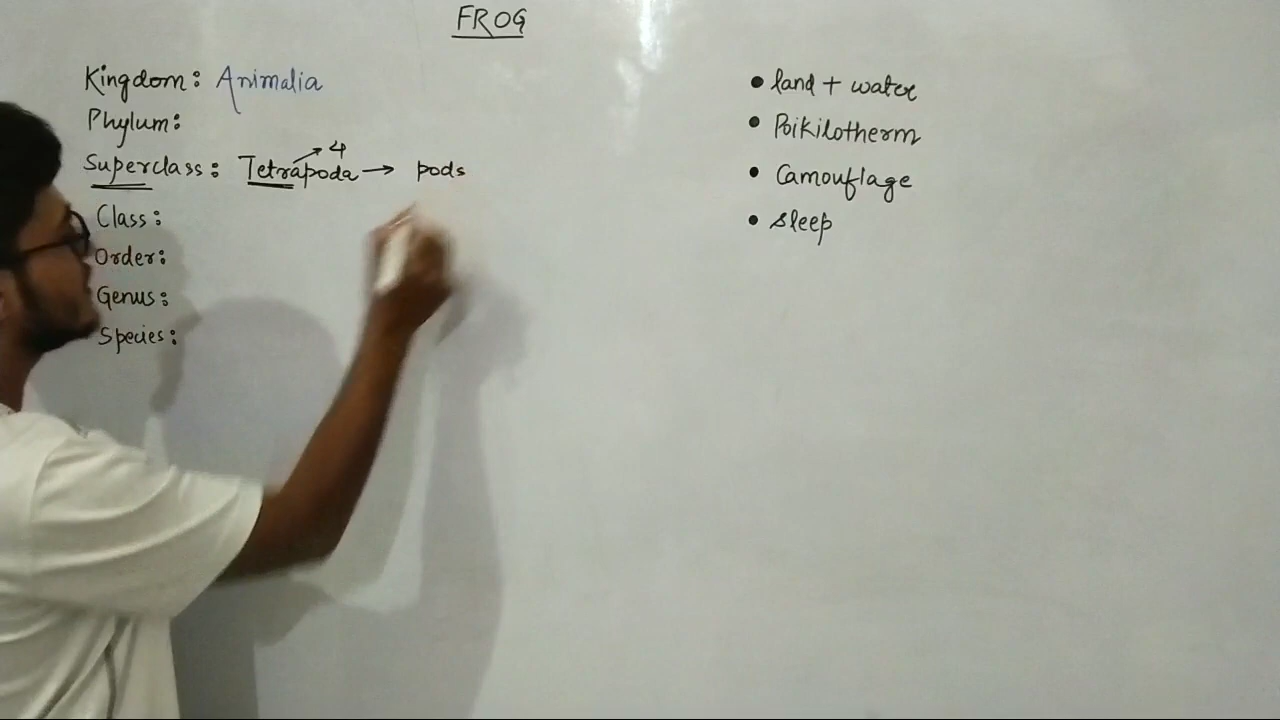 FROG
Kingdom: Animalia
Phylum:
Superclass: Tetrapoda → pods
4
Class:
Order:
Genus:
Species:
• land + water
• Poikilotherm
• Camouflage
• sleep